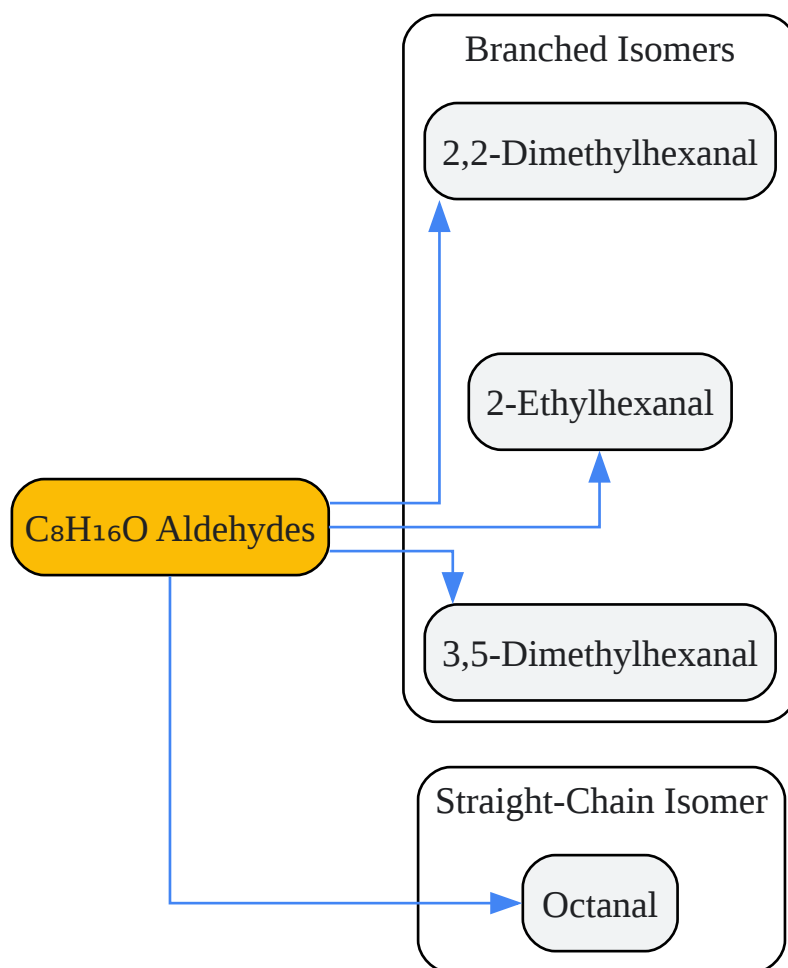 Branched Isomers
2,2-Dimethylhexanal
2-Ethylhexanal
C₈H₁₆O Aldehydes
3,5-Dimethylhexanal
Straight-Chain Isomer
Octanal